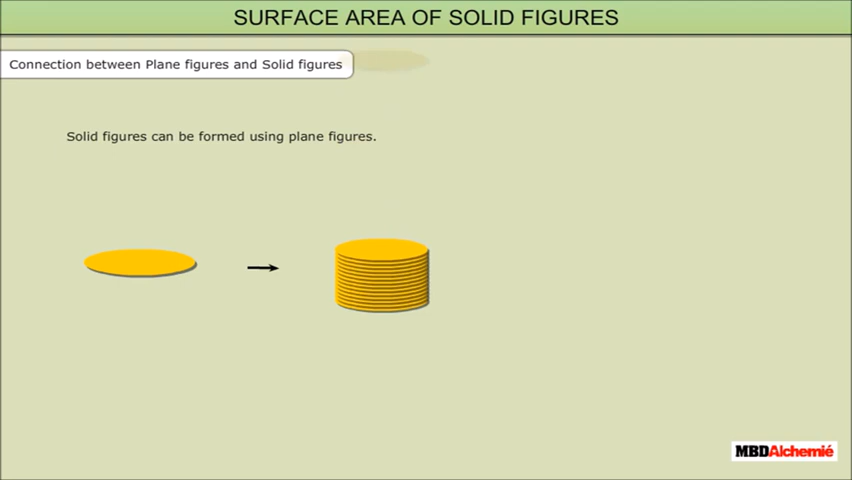 SURFACE AREA OF SOLID FIGURES
Connection between Plane figures and Solid figures
Solid figures can be formed using plane figures.
MBDAlchemié